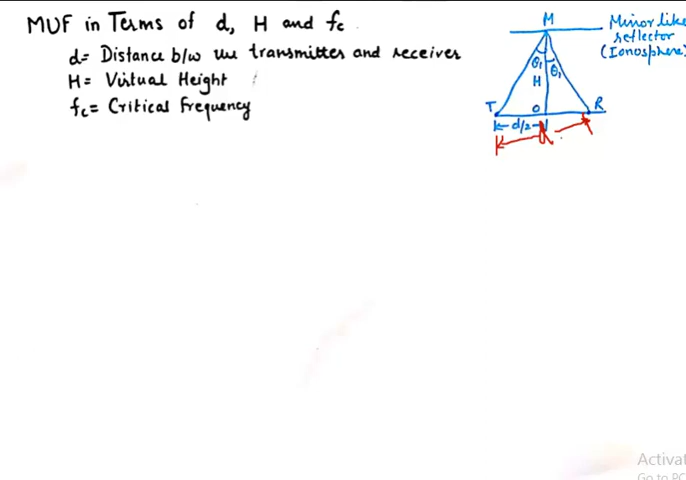 MUF in Terms of d, H and fc
d= Distance b/w the transmitter and receiver
H= Virtual Height
fc= Critical Frequency
M
Mirror like
reflector
(Ionosphere)
θ1 θ1
H
T O R
d/2
d
Activat
Go to PC